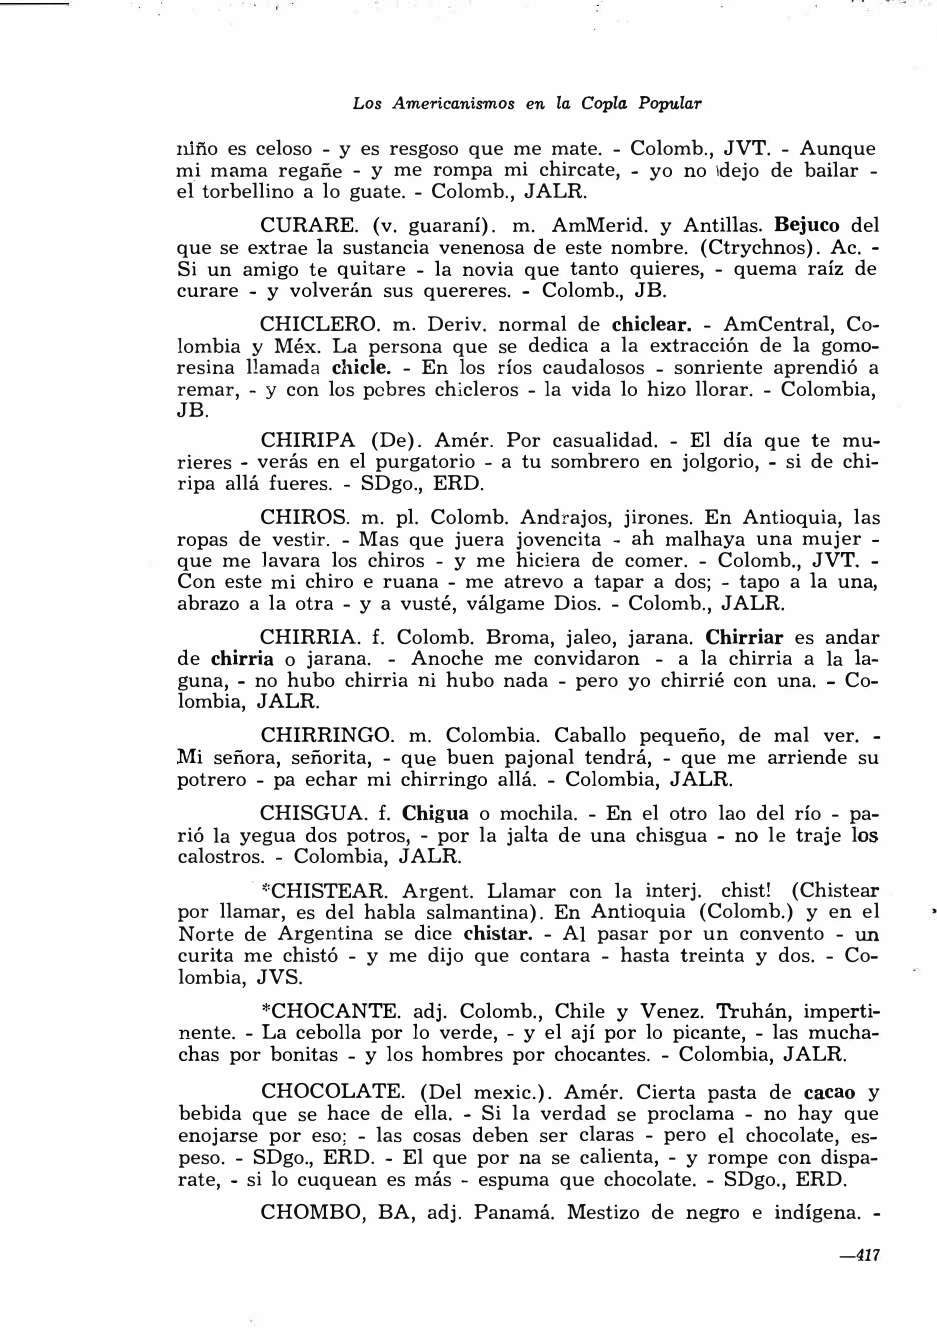 Los Americanismos en la Copla Popular
niño es celoso - y es resgoso que me mate. - Colomb., JVT. - Aunque
mi mama regañe - y me rompa mi chircate, - yo no dejo de bailar -
el torbellino a lo guate. - Colomb., JALR.
CURARE. (v. guaraní). m. AmMerid. y Antillas. Bejuco del
que se extrae la sustancia venenosa de este nombre. (Ctrychnos). Ac. -
Si un amigo te quitare - la novia que tanto quieres, - quema raíz de
curare - y volverán sus quereres. - Colomb., JB.
CHICLERO. m. Deriv. normal de chiclear. - AmCentral, Co-
lombia y Méx. La persona que se dedica a la extracción de la gomo-
resina llamada chicle. - En los ríos caudalosos - sonriente aprendió a
remar, - y con los pobres chicleros - la vida lo hizo llorar. - Colombia,
JB.
CHIRIPA (De). Amér. Por casualidad. - El día que te mu-
rieres - verás en el purgatorio - a tu sombrero en jolgorio, - si de chi-
ripa allá fueres. - SDgo., ERD.
CHIROS. m. pl. Colomb. Andrajos, jirones. En Antioquia, las
ropas de vestir. - Mas que juera jovencita - ah malhaya una mujer -
que me lavara los chiros - y me hiciera de comer. - Colomb., JVT. -
Con este mi chiro e ruana - me atrevo a tapar a dos; - tapo a la una,
abrazo a la otra - y a vusté, válgame Dios. - Colomb., JALR.
CHIRRIA. f. Colomb. Broma, jaleo, jarana. Chirriar es andar
de chirria o jarana. - Anoche me convidaron - a la chirria a la la-
guna, - no hubo chirria ni hubo nada - pero yo chirrié con una. - Co-
lombia, JALR.
CHIRRINGO. m. Colombia. Caballo pequeño, de mal ver. -
Mi señora, señorita, - que buen pajonal tendrá, - que me arriende su
potrero - pa echar mi chirringo allá. - Colombia, JALR.
CHISGUA. f. Chigua o mochila. - En el otro lao del río - pa-
rió la yegua dos potros, - por la jalta de una chisgua - no le traje los
calostros. - Colombia, JALR.
*CHISTEAR. Argent. Llamar con la interj. chist! (Chistear
por llamar, es del habla salmantina). En Antioquia (Colomb.) y en el
Norte de Argentina se dice chistar. - Al pasar por un convento - un
curita me chistó - y me dijo que contara - hasta treinta y dos. - Co-
lombia, JVS.
*CHOCANTE. adj. Colomb., Chile y Venez. Truhán, imperti-
nente. - La cebolla por lo verde, - y el ají por lo picante, - las mucha-
chas por bonitas - y los hombres por chocantes. - Colombia, JALR.
CHOCOLATE. (Del mexic.). Amér. Cierta pasta de cacao y
bebida que se hace de ella. - Si la verdad se proclama - no hay que
enojarse por eso; - las cosas deben ser claras - pero el chocolate, es-
peso. - SDgo., ERD. - El que por na se calienta, - y rompe con dispa-
rate, - si lo cuquean es más - espuma que chocolate. - SDgo., ERD.
CHOMBO, BA, adj. Panamá. Mestizo de negro e indígena. -
—417